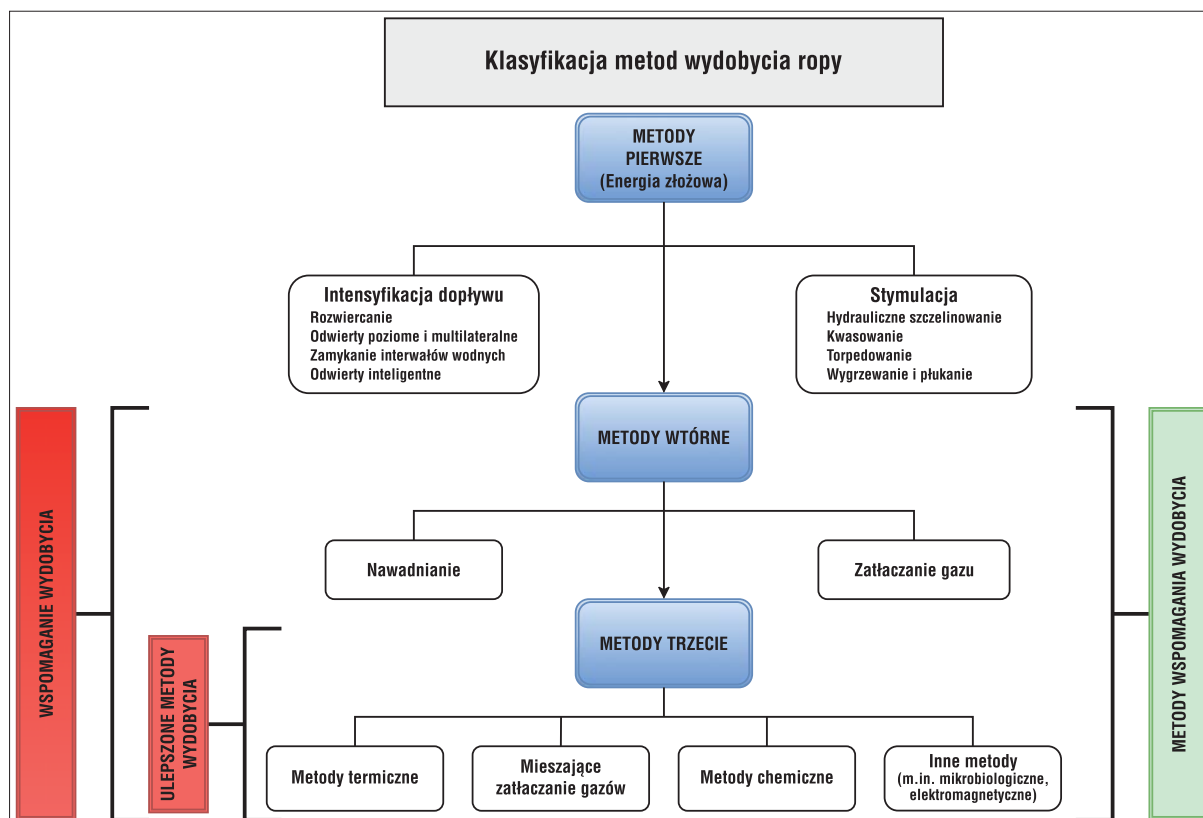 Klasyfikacja metod wydobycia ropy
METODY
PIERWSZE
(Energia złożowa)
Intensyfikacja dopływu
Rozwiercanie
Odwierty poziome i multilateralne
Zamykanie interwałów wodnych
Odwierty inteligentne
Stymulacja
Hydrauliczne szczelinowanie
Kwasowanie
Torpedowanie
Wygrzewanie i płukanie
METODY WTÓRNE
Nawadnianie
Zatłaczanie gazu
METODY TRZECIE
Metody termiczne
Mieszające
zatłaczanie gazów
Metody chemiczne
Inne metody
(m.in. mikrobiologiczne,
elektromagnetyczne)
WSPOMAGANIE WYDOBYCIA
ULEPSZONE METODY
WYDOBYCIA
METODY WSPOMAGANIA WYDOBYCIA